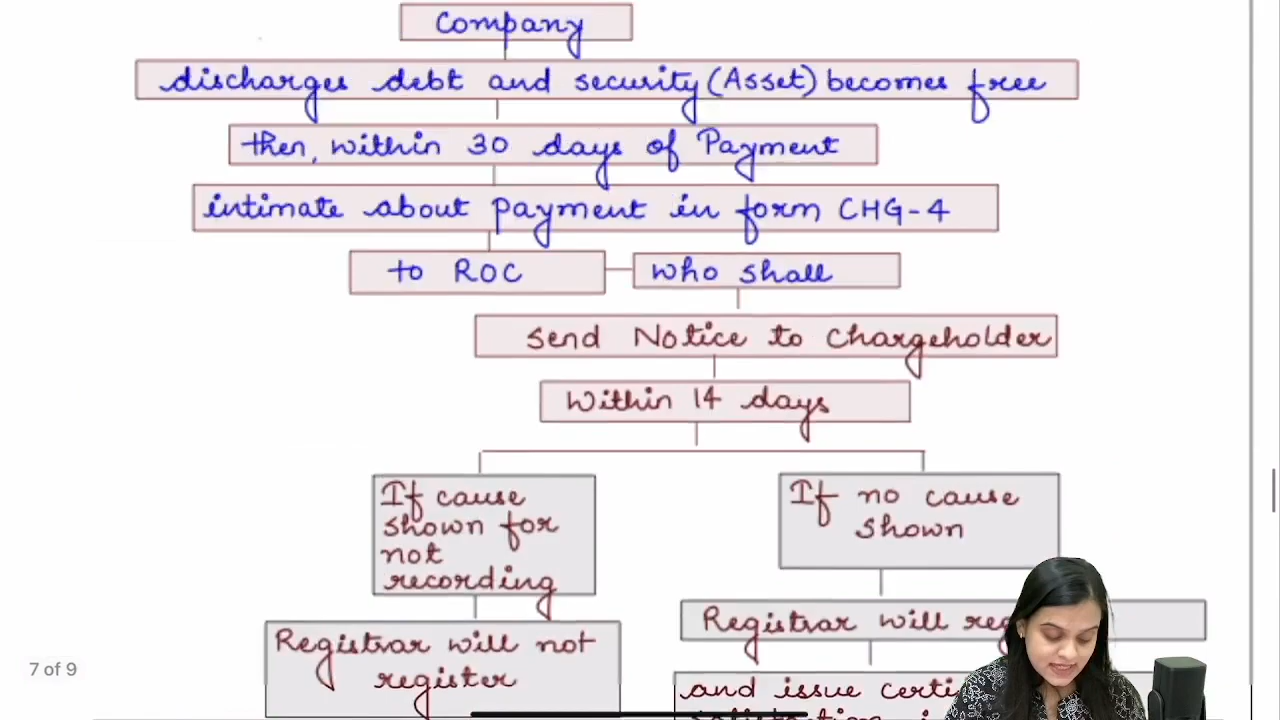 Company
discharges debt and security (Asset) becomes free
then, within 30 days of Payment
intimate about payment in form CHG-4
to ROC who shall
Send Notice to Chargeholder
Within 14 days
If cause
shown for
not
recording
If no cause
shown
Registrar will not
register
Registrar will
and issue
7 of 9